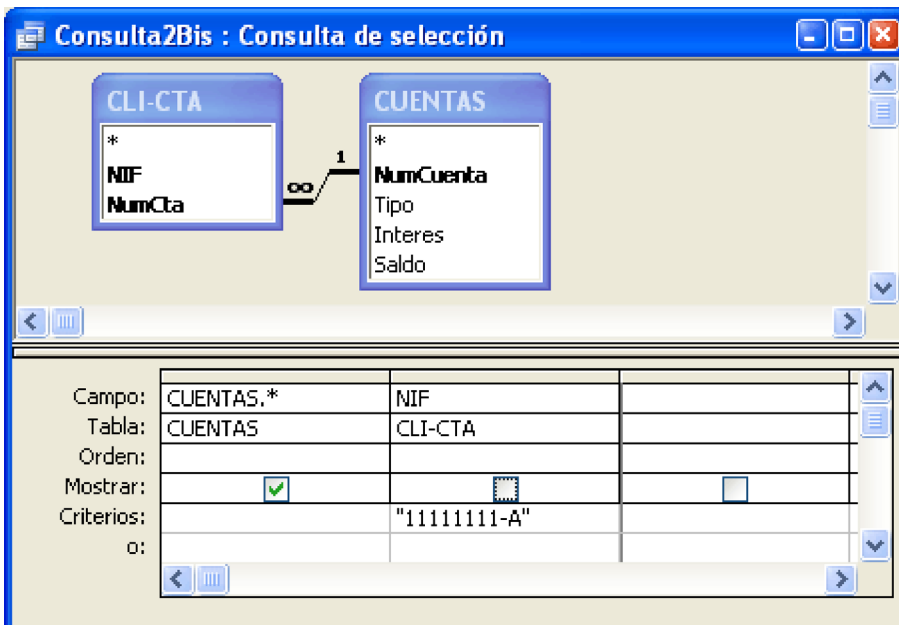 Consulta2Bis : Consulta de selección
CLI-CTA
*
NIF
NumCta
∞
1
CUENTAS
*
NumCuenta
Tipo
Interes
Saldo
Campo: CUENTAS.* NIF
Tabla: CUENTAS CLI-CTA
Orden:
Mostrar:
Criterios: "11111111-A"
o: